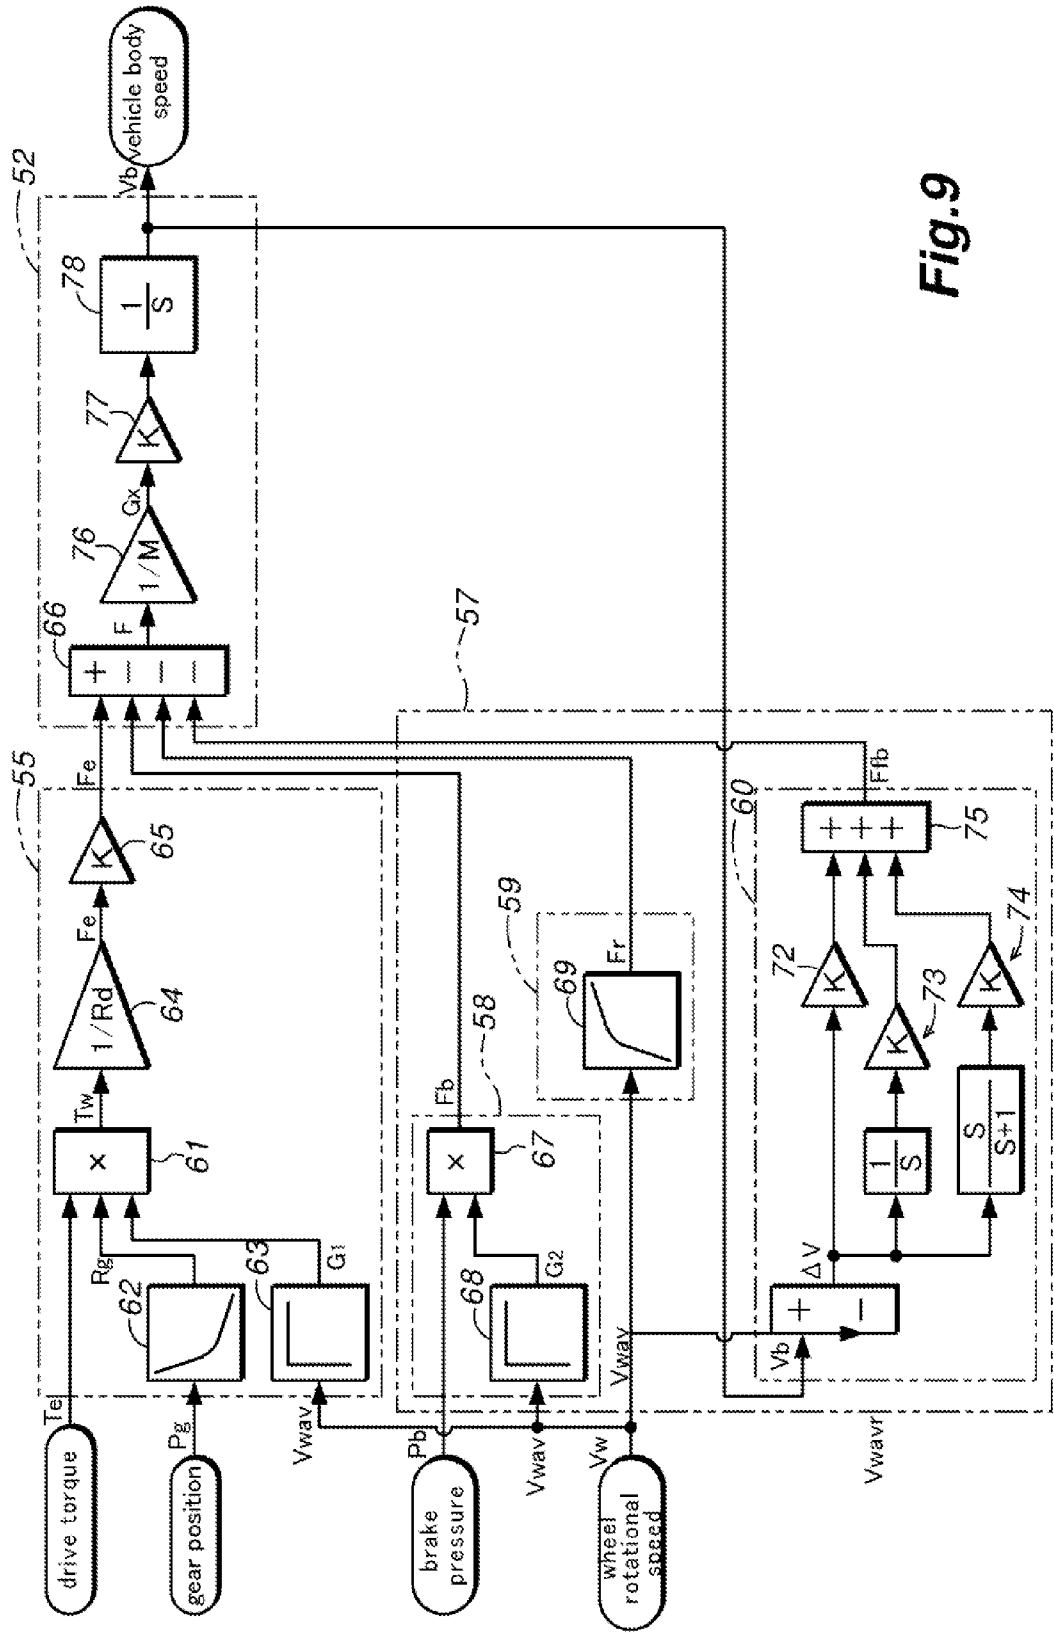 Fig.9
drive torque
Te
gear position
Pg
brake
pressure
Pb
wheel
rotational
speed
Vw
Vwav
Vwav
Vwav
Vwavr
55
62
Rg
63
G1
×
61
Tw
1/Rd
64
Fe
K
65
Fe
57
58
68
G2
×
67
Fb
59
69
Fr
60
Vb
+
−
ΔV
K
72
1
S
K
73
S
S+1
K
74
+
+
+
75
Ffb
52
66
+
−
−
−
F
1/M
76
Gx
K
77
1
S
78
Vb
vehicle body
speed